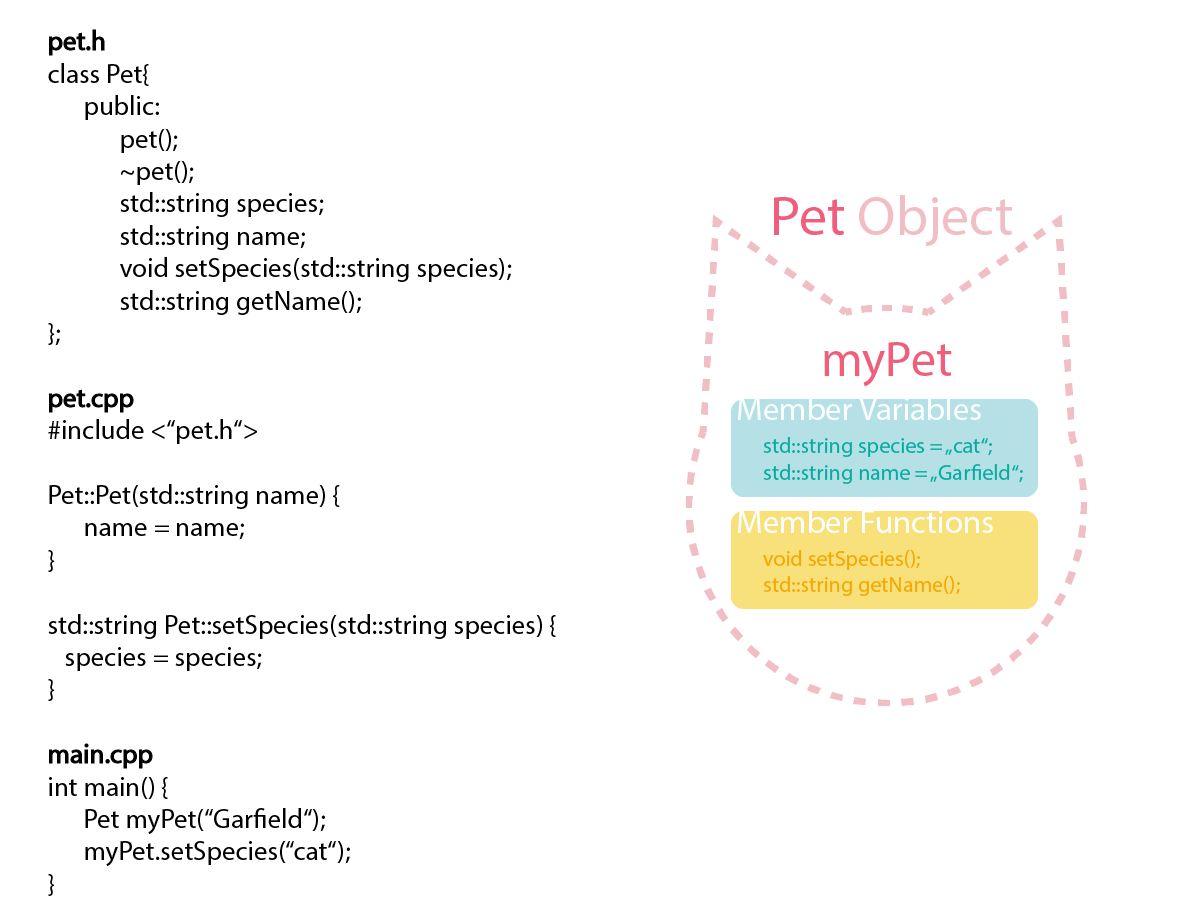 pet.h
class Pet{
public:
pet();
~pet();
std::string species;
std::string name;
void setSpecies(std::string species);
std::string getName();
};
pet.cpp
#include <“pet.h“>
Pet::Pet(std::string name) {
name = name;
}
std::string Pet::setSpecies(std::string species) {
species = species;
}
main.cpp
int main() {
Pet myPet(“Garfield“);
myPet.setSpecies(“cat“);
}
Pet Object
myPet
Member Variables
std::string species =„cat“;
std::string name =„Garfield“;
Member Functions
void setSpecies();
std::string getName();